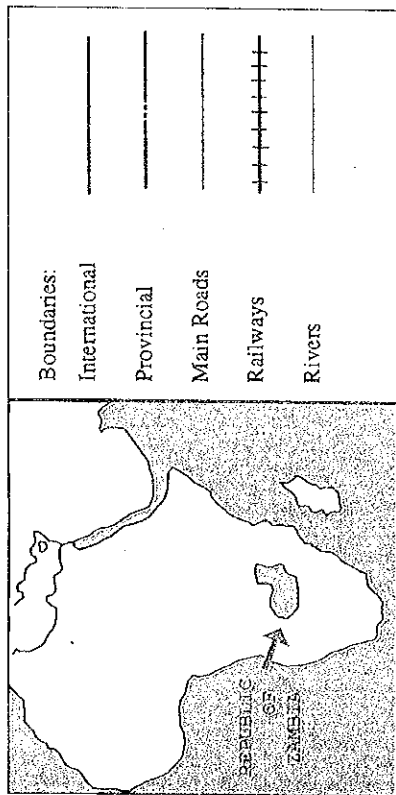 Boundaries:
International
Provincial
Main Roads
Railways
Rivers
REPUBLIC
OF
ZAMBIA